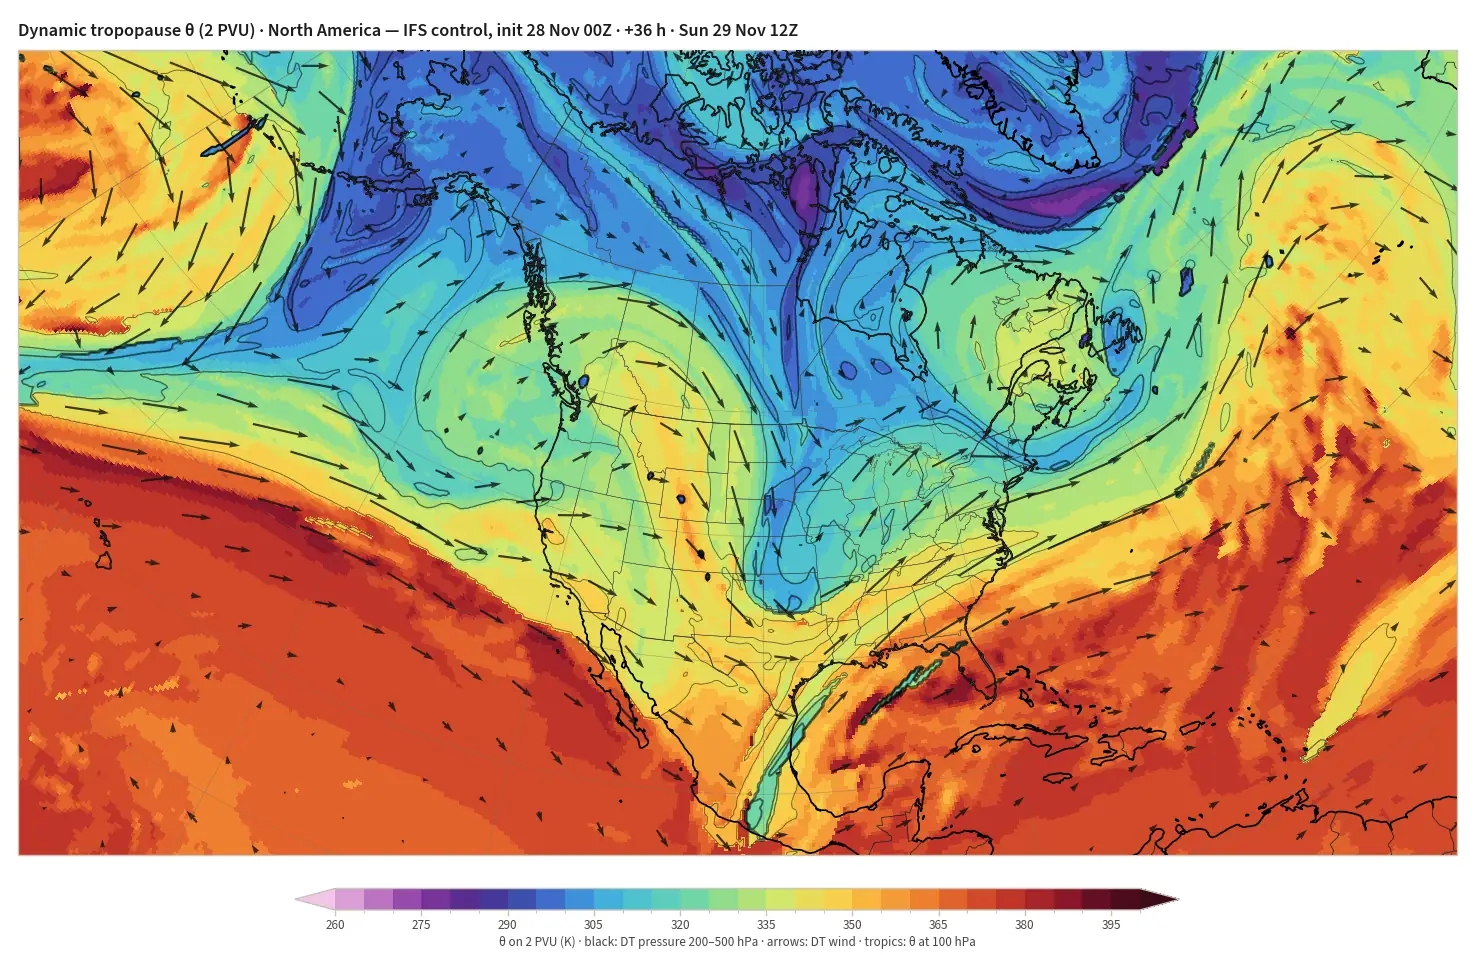 Dynamic tropopause θ (2 PVU) · North America — IFS control, init 28 Nov 00Z · +36 h · Sun 29 Nov 12Z
260 275 290 305 320 335 350 365 380 395
θ on 2 PVU (K) · black: DT pressure 200–500 hPa · arrows: DT wind · tropics: θ at 100 hPa